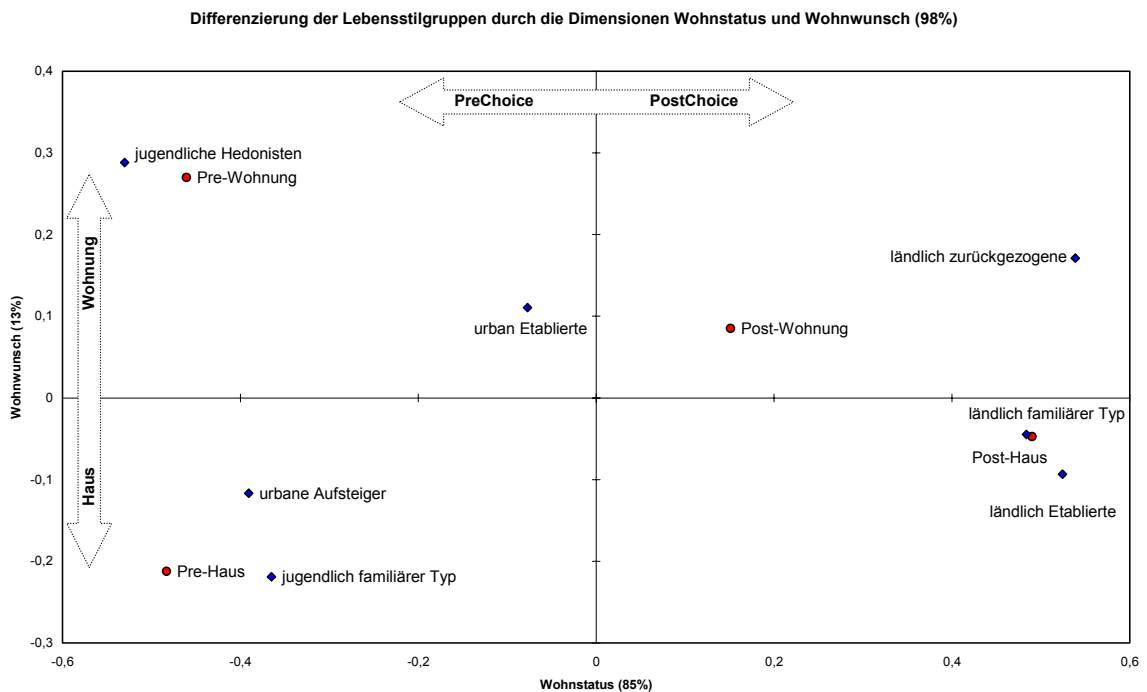 Differenzierung der Lebensstilgruppen durch die Dimensionen Wohnstatus und Wohnwunsch (98%)
0,4
PreChoice
PostChoice
0,3
jugendliche Hedonisten
Pre-Wohnung
0,2
Wohnung
ländlich zurückgezogene
0,1
urban Etablierte
Post-Wohnung
Wohnwunsch (13%)
0
ländlich familiärer Typ
Post-Haus
-0,1
Haus
urbane Aufsteiger
ländlich Etablierte
-0,2
Pre-Haus
jugendlich familiärer Typ
-0,3
-0,6
-0,4
-0,2
0
0,2
0,4
0,6
Wohnstatus (85%)